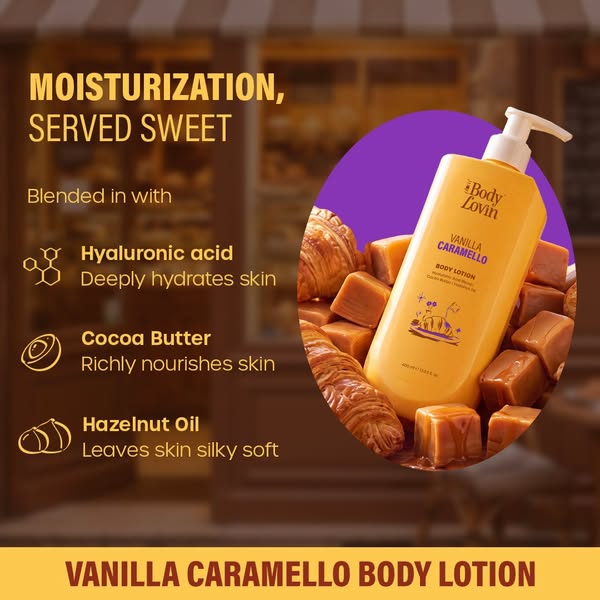 MOISTURIZATION,
SERVED SWEET
Blended in with
Hyaluronic acid
Deeply hydrates skin
Cocoa Butter
Richly nourishes skin
Hazelnut Oil
Leaves skin silky soft
Body
Lovin
VANILLA
CARAMELLO
BODY LOTION
VANILLA CARAMELLO BODY LOTION